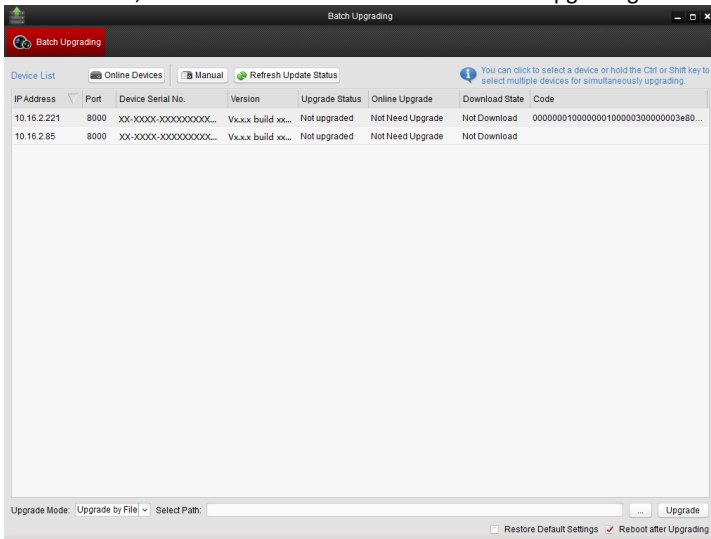 Batch Upgrading
Batch Upgrading
Device List Online Devices Manual Refresh Update Status You can click to select a device or hold the Ctrl or Shift key to
select multiple devices for simultaneously upgrading.
IP Address Port Device Serial No. Version Upgrade Status Online Upgrade Download State Code
10.16.2.221 8000 XX-XXXX-XXXXXXXXX... Vx.x.x build xx... Not upgraded Not Need Upgrade Not Download
10.16.2.85 8000 XX-XXXX-XXXXXXXXX... Vx.x.x build xx... Not upgraded Not Need Upgrade Not Download
Upgrade Mode: Upgrade by File Select Path: ... Upgrade
Restore Default Settings Reboot after Upgrading